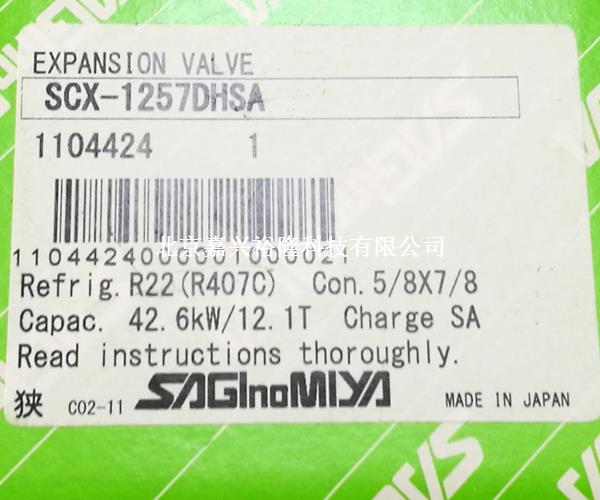 EXPANSION VALVE
SCX-1257DHSA
1104424 1
北京嘉兴裕隆科技有限公司
Refrig. R22(R407C) Con. 5/8X7/8
Capac. 42.6kW/12.1T Charge SA
Read instructions thoroughly.
狭 C02-11 SAGInoMIYA MADE IN JAPAN